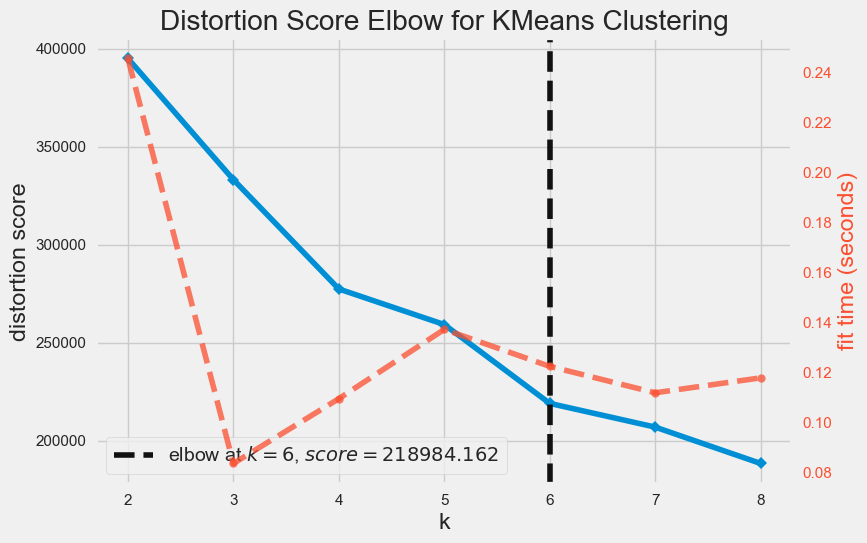 Distortion Score Elbow for KMeans Clustering
400000
350000
300000
250000
200000
distortion score
0.24
0.22
0.20
0.18
0.16
0.14
0.12
0.10
0.08
fit time (seconds)
elbow at k = 6, score = 218984.162
2 3 4 5 6 7 8
k